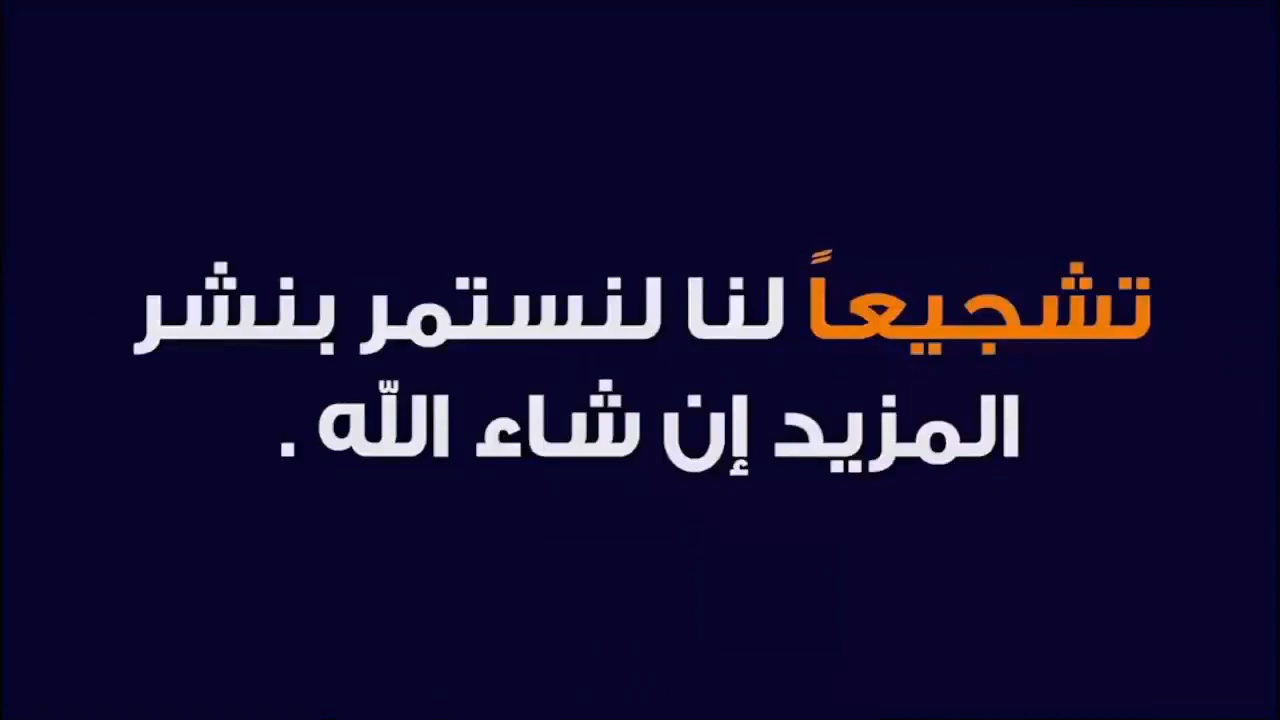 تشجيعاً لنا لنستمر بنشر
المزيد إن شاء الله .